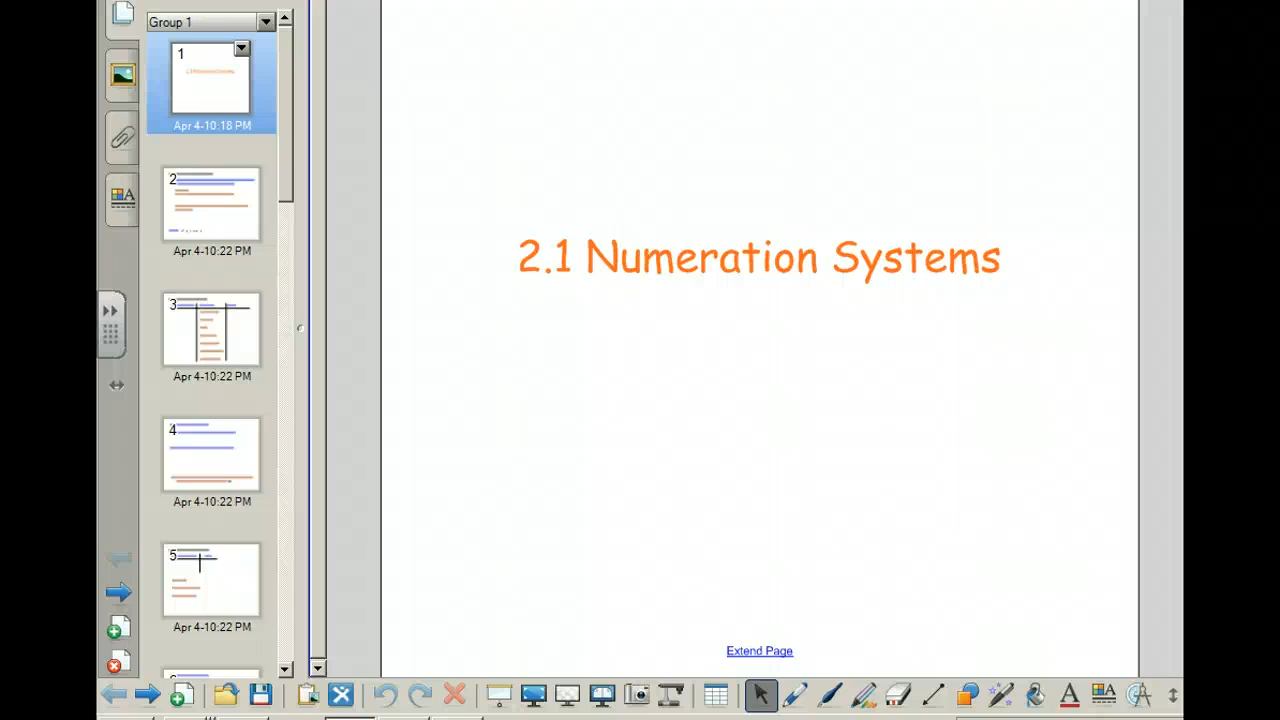 Group 1
1
Apr 4-10:18 PM
2
Apr 4-10:22 PM
3
Apr 4-10:22 PM
4
Apr 4-10:22 PM
5
Apr 4-10:22 PM
2.1 Numeration Systems
Extend Page